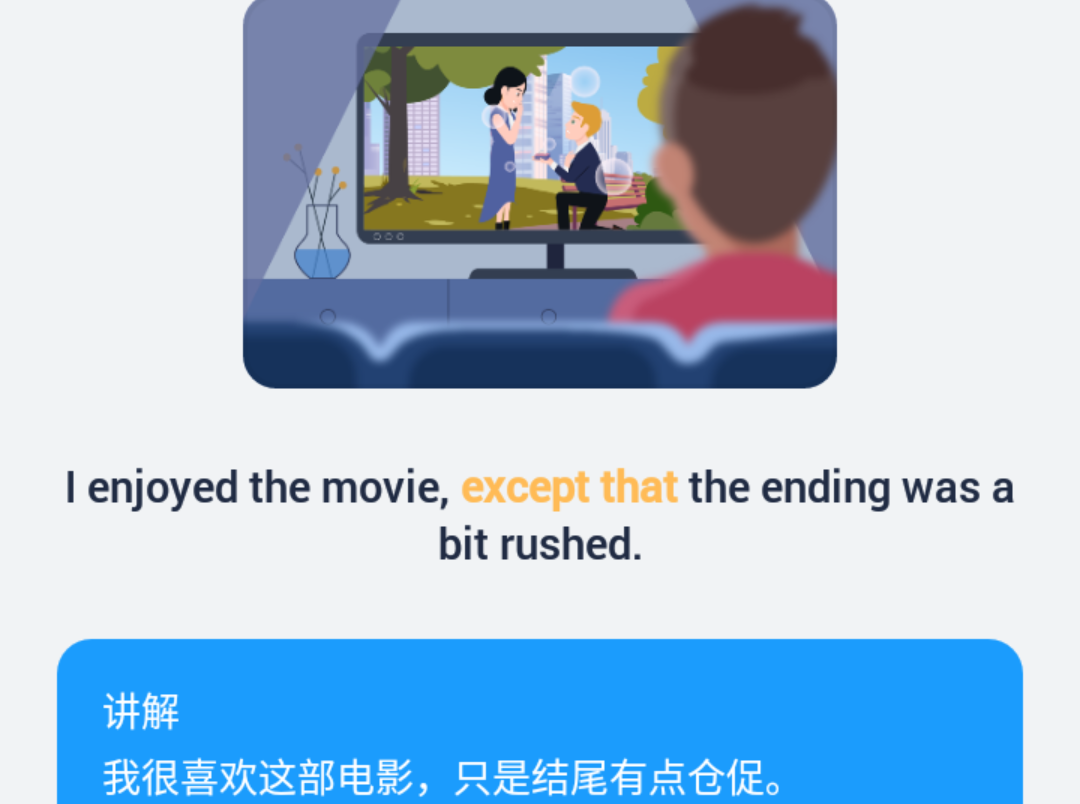 I enjoyed the movie, except that the ending was a
bit rushed.
讲解
我很喜欢这部电影，只是结尾有点仓促。